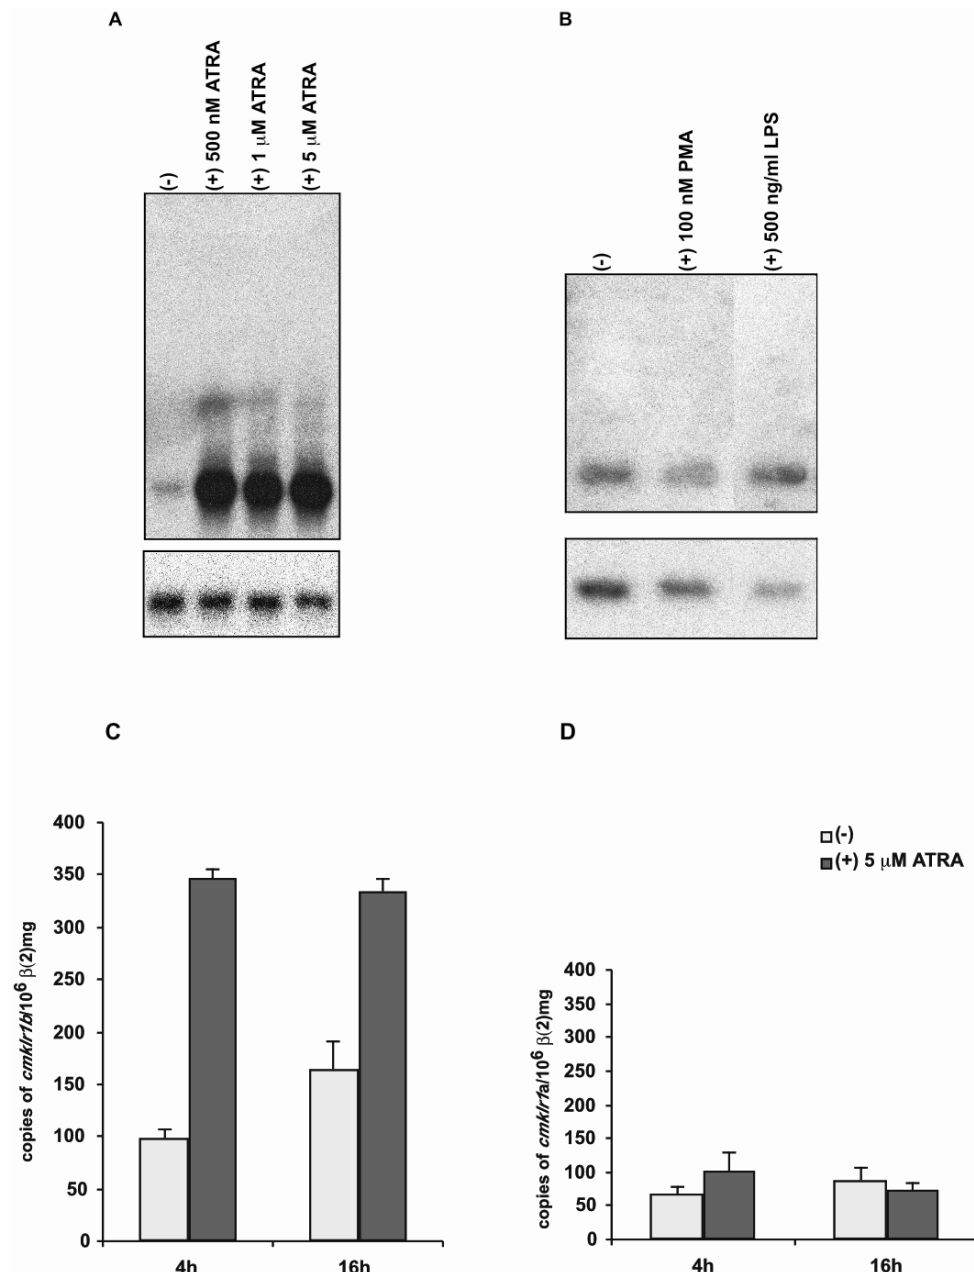 A
(-)
(+) 500 nM ATRA
(+) 1 μM ATRA
(+) 5 μM ATRA
B
(-)
(+) 100 nM PMA
(+) 500 ng/ml LPS
C
copies of cmklr1b/10⁶ β(2)mg
400
350
300
250
200
150
100
50
0
4h
16h
D
(-)
(+) 5 μM ATRA
copies of cmklr1a/10⁶ β(2)mg
400
350
300
250
200
150
100
50
0
4h
16h